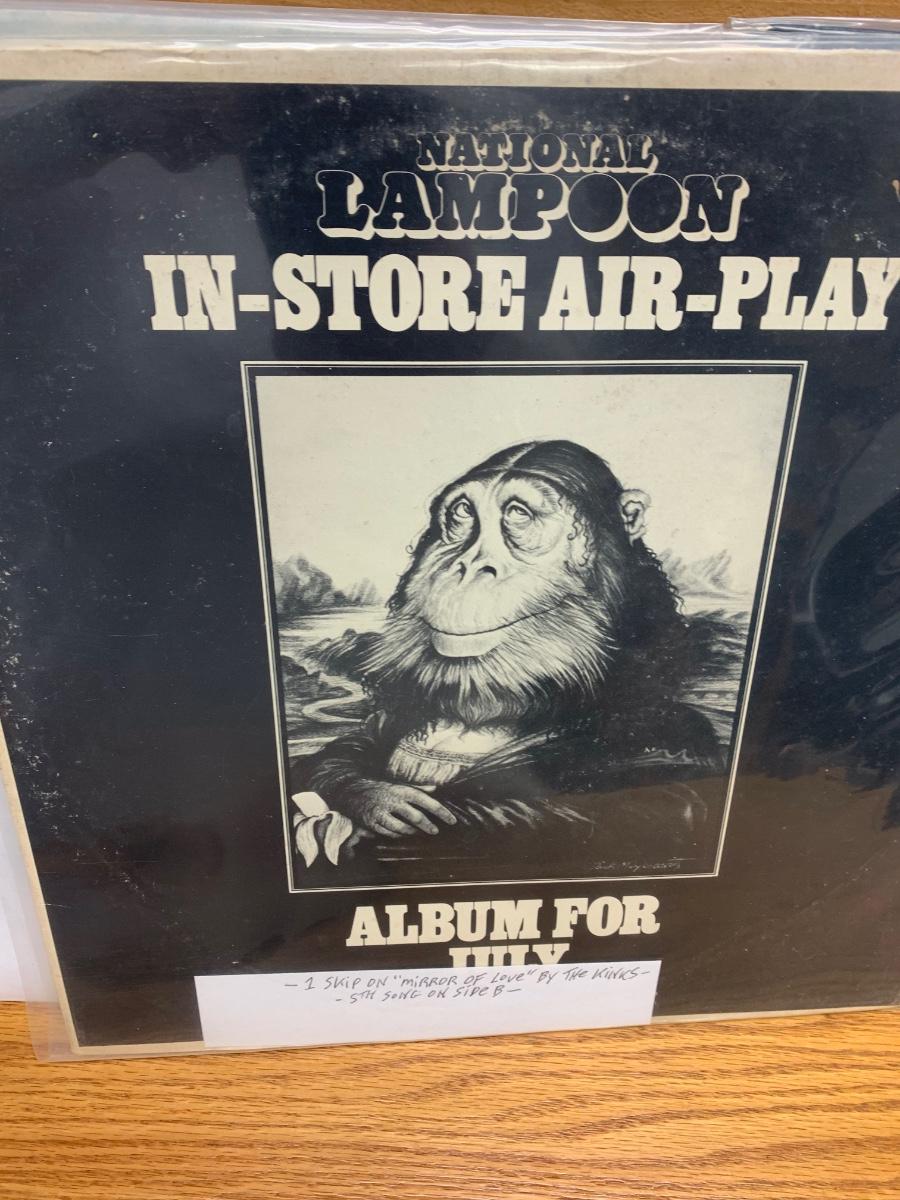 NATIONAL
LAMPOON
IN-STORE AIR-PLAY
ALBUM FOR
JULY
- 1 SKIP ON "MIRROR OF LOVE" BY THE KINKS -
- 5TH SONG ON SIDE B -